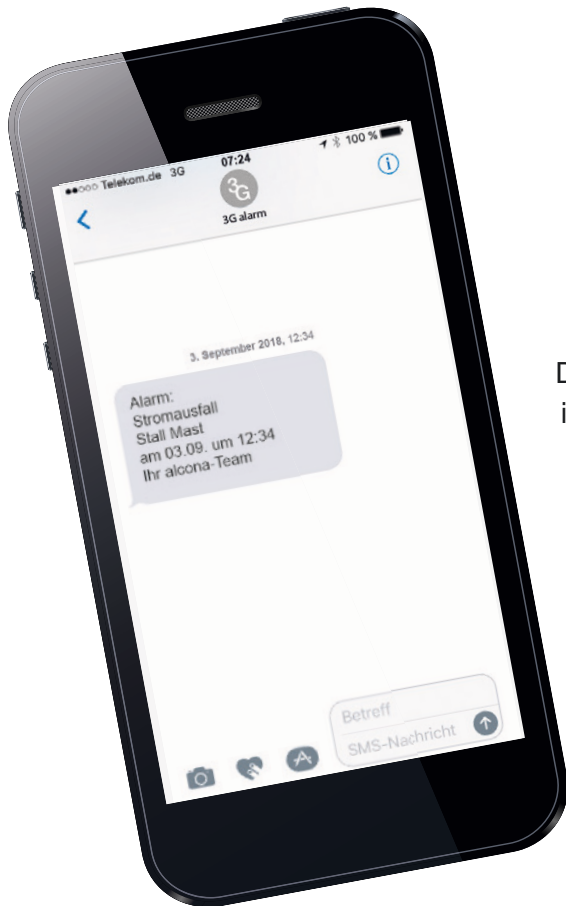 Telekom.de 3G 07:24 100 %
3G
3G alarm
3. September 2018, 12:34
Alarm:
Stromausfall
Stall Mast
am 03.09. um 12:34
Ihr alcona-Team
Betreff
SMS-Nachricht
D
i